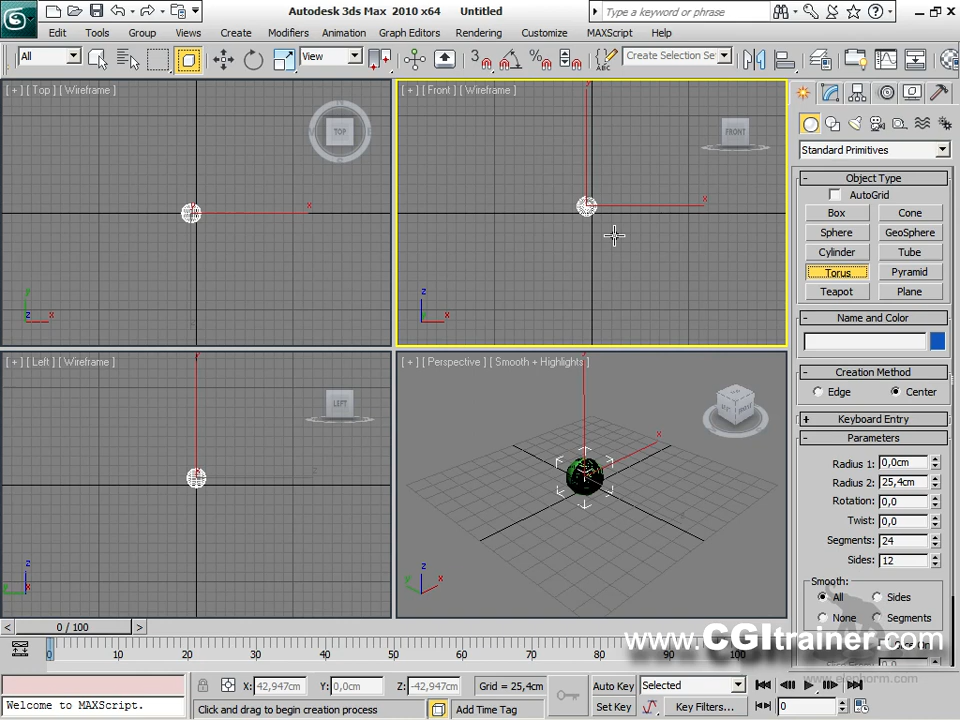 Autodesk 3ds Max 2010 x64 Untitled
Type a keyword or phrase
Edit Tools Group Views Create Modifiers Animation Graph Editors Rendering Customize MAXScript Help
All View Create Selection Se
[ + ] [ Top ] [ Wireframe ]
[ + ] [ Front ] [ Wireframe ]
TOP
FRONT
Standard Primitives
- Object Type
AutoGrid
Box Cone
Sphere GeoSphere
Cylinder Tube
Torus Pyramid
Teapot Plane
- Name and Color
[ + ] [ Left ] [ Wireframe ]
[ + ] [ Perspective ] [ Smooth + Highlights ]
LEFT
- Creation Method
Edge Center
+ Keyboard Entry
- Parameters
Radius 1: 0,0cm
Radius 2: 25,4cm
Rotation: 0,0
Twist: 0,0
Segments: 24
Sides: 12
Smooth:
All Sides
None Segments
< 0 / 100 >
0 10 20 30 40 50 60 70 80 90 100
www.CGItrainer.com
www.elephorm.com
X: 42,947cm Y: 0,0cm Z: -42,947cm Grid = 25,4cm Auto Key Selected
Welcome to MAXScript. Click and drag to begin creation process Add Time Tag Set Key Key Filters... 0